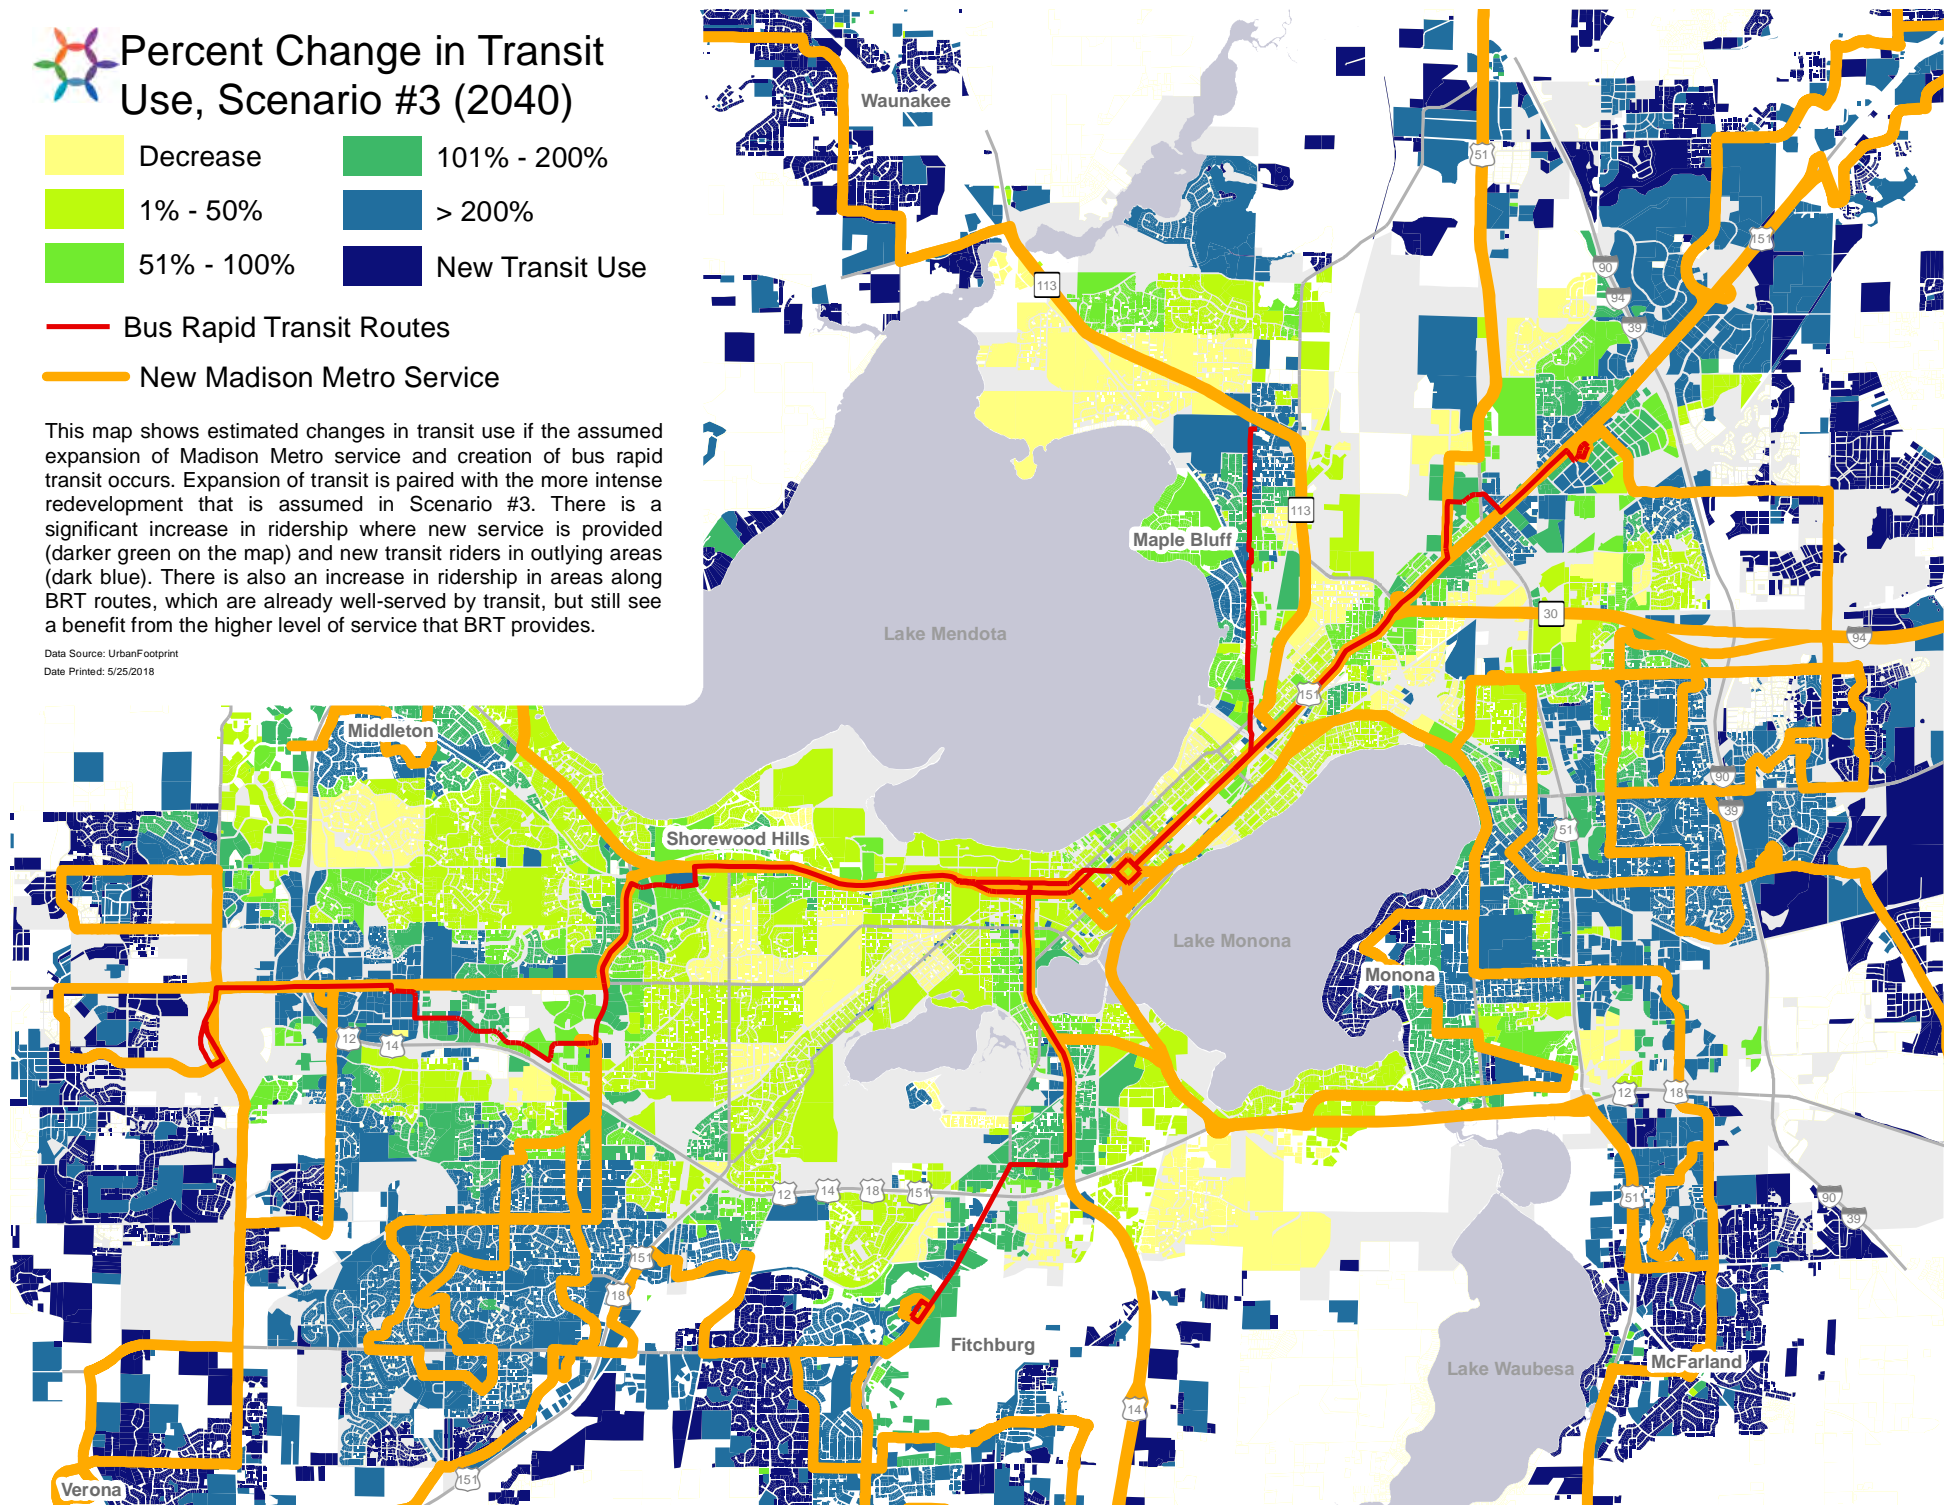 Percent Change in Transit
Use, Scenario #3 (2040)
Decrease
101% - 200%
1% - 50%
> 200%
51% - 100%
New Transit Use
Bus Rapid Transit Routes
New Madison Metro Service
This map shows estimated changes in transit use if the assumed
expansion of Madison Metro service and creation of bus rapid
transit occurs. Expansion of transit is paired with the more intense
redevelopment that is assumed in Scenario #3. There is a
significant increase in ridership where new service is provided
(darker green on the map) and new transit riders in outlying areas
(dark blue). There is also an increase in ridership in areas along
BRT routes, which are already well-served by transit, but still see
a benefit from the higher level of service that BRT provides.
Data Source: UrbanFootprint
Date Printed: 5/25/2018
Waunakee
51
151
90
94
39
113
113
Maple Bluff
30
94
Lake Mendota
151
Middleton
90
39
51
Shorewood Hills
Lake Monona
Monona
12
14
12
18
12
14
18
151
51
90
39
151
18
Fitchburg
Lake Waubesa
McFarland
14
151
Verona